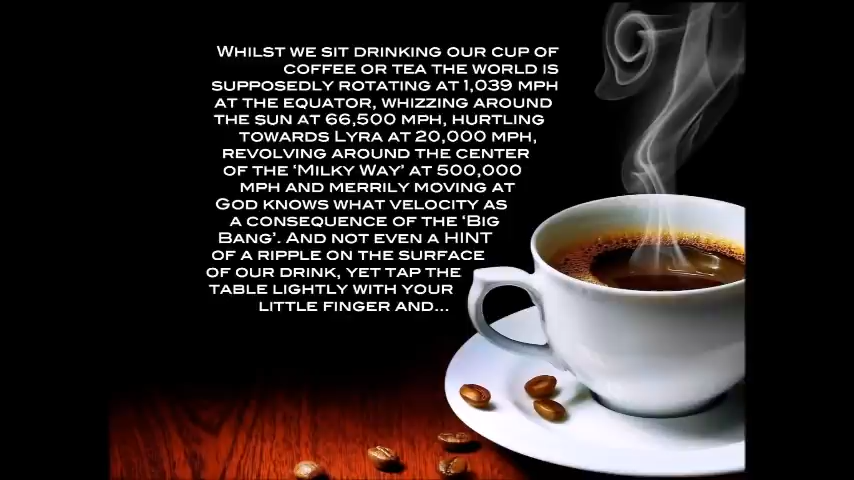 Whilst we sit drinking our cup of
coffee or tea the world is
supposedly rotating at 1,039 mph
at the equator, whizzing around
the sun at 66,500 mph, hurtling
towards Lyra at 20,000 mph,
revolving around the center
of the ‘Milky Way’ at 500,000
mph and merrily moving at
God knows what velocity as
a consequence of the ‘Big
Bang’. And not even a hint
of a ripple on the surface
of our drink, yet tap the
table lightly with your
little finger and...